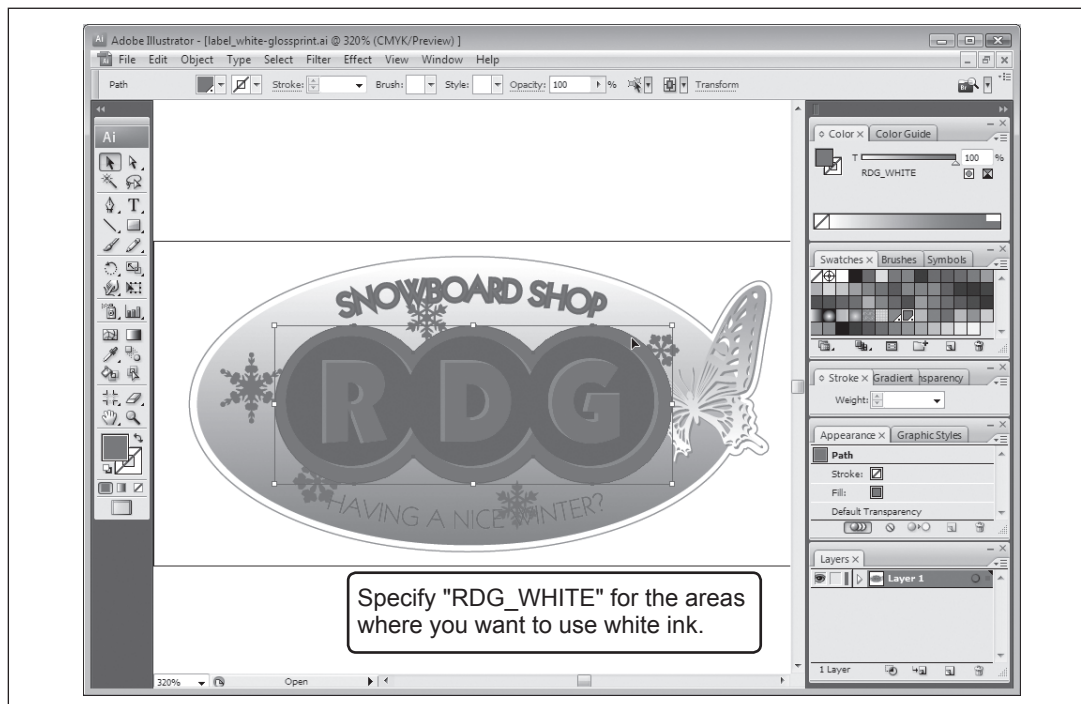 Adobe Illustrator - [label_white-glossprint.ai @ 320% (CMYK/Preview) ]
File Edit Object Type Select Filter Effect View Window Help
Path Stroke: Brush: Style: Opacity: 100 % Transform
Ai
Color × Color Guide
T 100 %
RDG_WHITE
Swatches × Brushes Symbols
SNOWBOARD SHOP
RDG
HAVING A NICE WINTER?
Stroke × Gradient nsparency
Weight:
Appearance × Graphic Styles
Path
Stroke:
Fill:
Default Transparency
Layers ×
Layer 1
Specify "RDG_WHITE" for the areas
where you want to use white ink.
1 Layer
320% Open